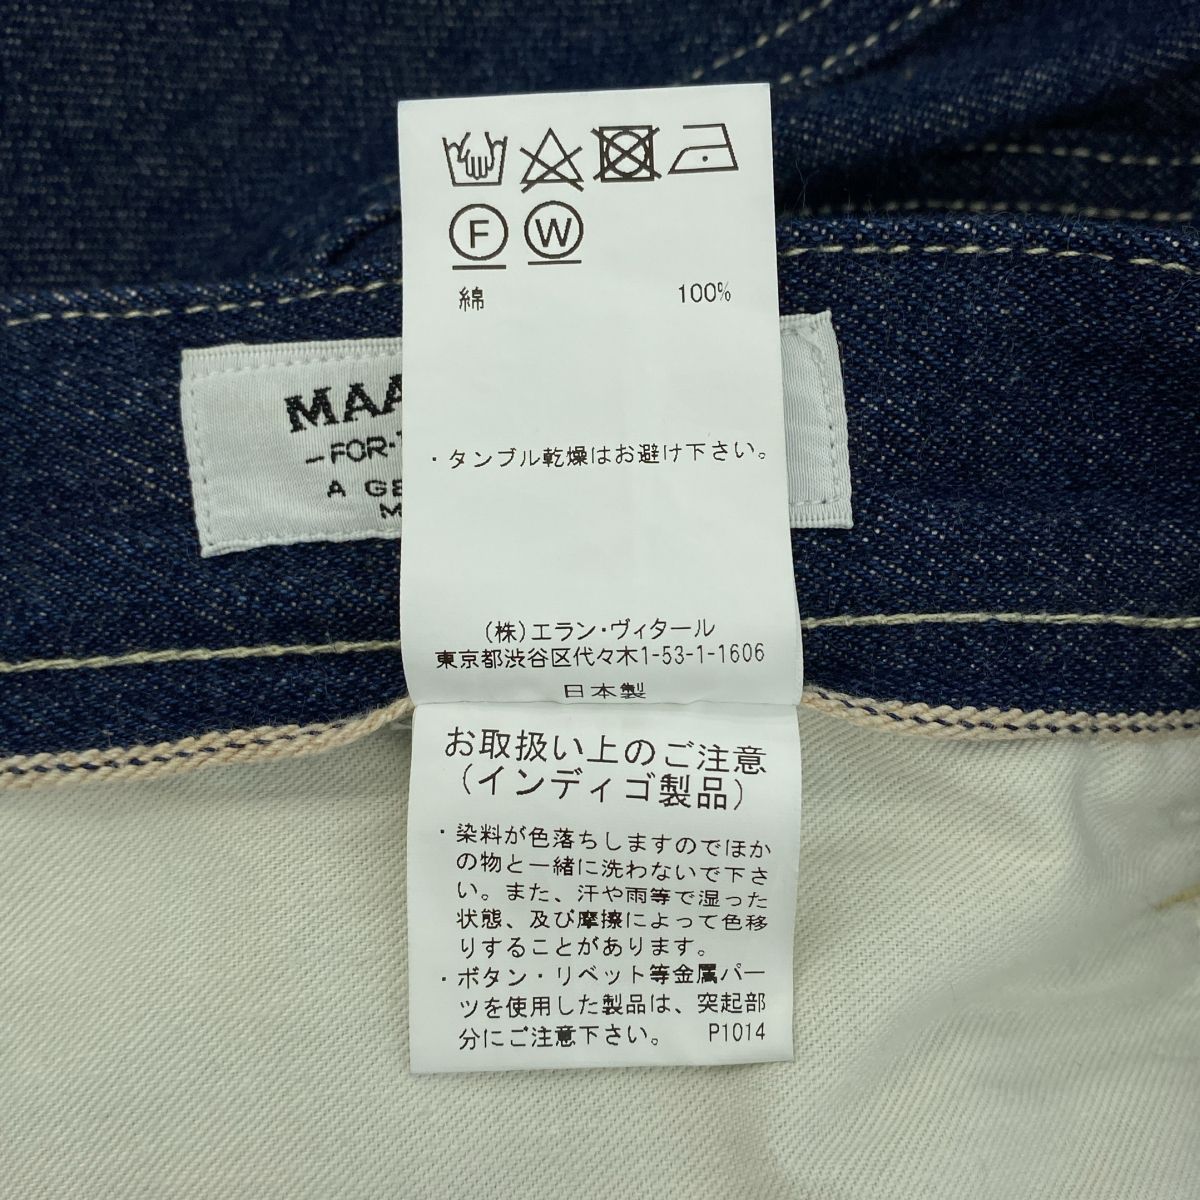 F W
綿 100%
・タンブル乾燥はお避け下さい。
(株)エラン・ヴィタール
東京都渋谷区代々木1-53-1-1606
日本製
お取扱い上のご注意
(インディゴ製品)
・染料が色落ちしますのでほか
の物と一緒に洗わないで下さ
い。また、汗や雨等で湿った
状態、及び摩擦によって色移
りすることがあります。
・ボタン・リベット等金属パー
ツを使用した製品は、突起部
分にご注意下さい。 P1014
A